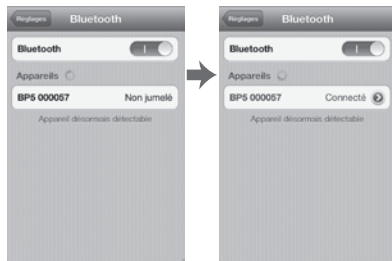 Réglages Bluetooth
Bluetooth
Appareils
BP5 000057 Non jumelé
Appareil désormais détectable
Réglages Bluetooth
Bluetooth
Appareils
BP5 000057 Connecté
Appareil désormais détectable